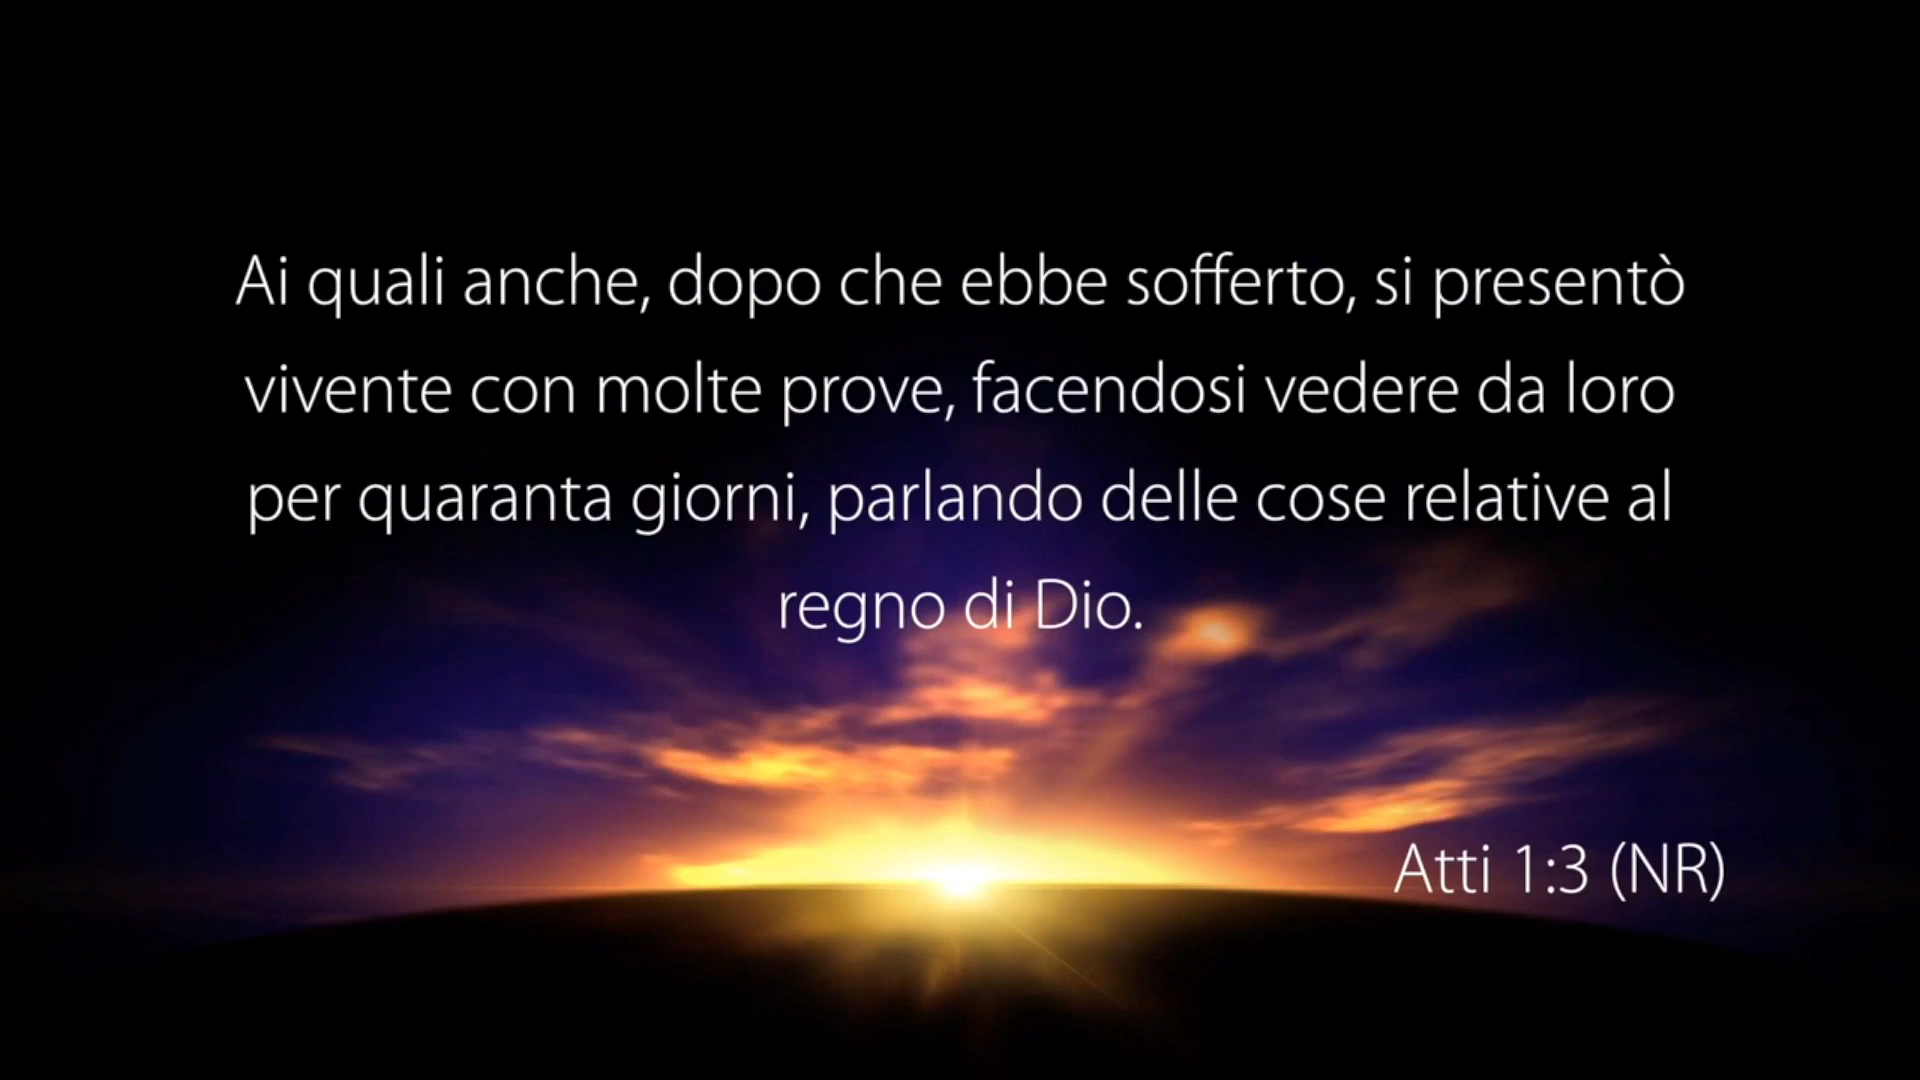 Ai quali anche, dopo che ebbe sofferto, si presentò
vivente con molte prove, facendosi vedere da loro
per quaranta giorni, parlando delle cose relative al
regno di Dio.
Atti 1:3 (NR)